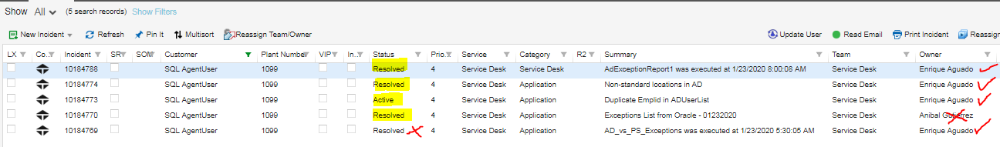 Show All (5 search records) Show Filters
New Incident Refresh Pin It Multisort Reassign Team/Owner Update User Read Email Print Incident Reassign
LX Co.. Incident SR SOM Customer Plant Number VIP In... Status Prio.. Service Category R2 Summary Team Owner
10184788 SQL AgentUser 1099 Resolved 4 Service Desk Service Desk AdExceptionReport1 was executed at 1/23/2020 8:00:08 AM Service Desk Enrique Aguado
10184774 SQL AgentUser 1099 Resolved 4 Service Desk Application Non-standard locations in AD Service Desk Enrique Aguado
10184773 SQL AgentUser 1099 Active 4 Service Desk Application Duplicate Emplid in ADUserList Service Desk Enrique Aguado
10184770 SQL AgentUser 1099 Resolved 4 Service Desk Application Exceptions List from Oracle - 01232020 Service Desk Anibal Gutierrez
10184769 SQL AgentUser 1099 Resolved 4 Service Desk Application AD_vs_PS_Exceptions was executed at 1/23/2020 5:30:05 AM Service Desk Enrique Aguado